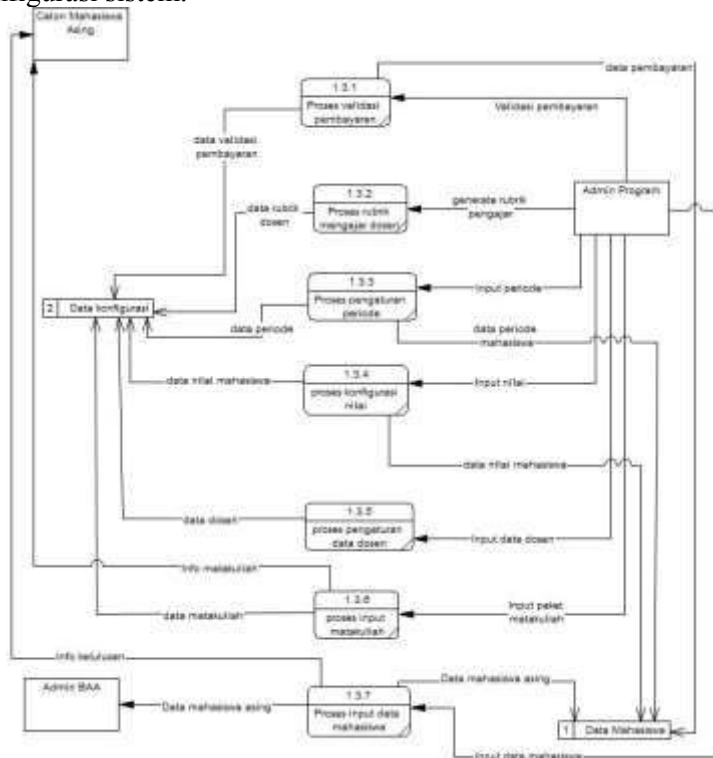 nfigurasi sistem.
Calon Mahasiswa
Asing
data pembayaran
1.3.1
Proses validasi
pembayaran
Validasi pembayaran
data validasi
pembayaran
Admin Program
1.3.2
Proses rubrik
mengajar dosen
generate rubrik
pengajar
data rubrik
dosen
1.3.3
Proses pengaturan
periode
Input periode
2 Data konfigurasi
data periode
data periode
mahasiswa
1.3.4
proses konfigurasi
nilai
data nilai mahasiswa
Input nilai
data nilai mahasiswa
1.3.5
proses pengaturan
data dosen
data dosen
Input data dosen
Info matakuliah
1.3.6
proses input
matakuliah
data matakuliah
Input paket
matakuliah
Info kelulusan
Admin BAA
Data mahasiswa asing
1.3.7
Proses input data
mahasiswa
Data mahasiswa asing
1 Data Mahasiswa
Input data mahasiswa